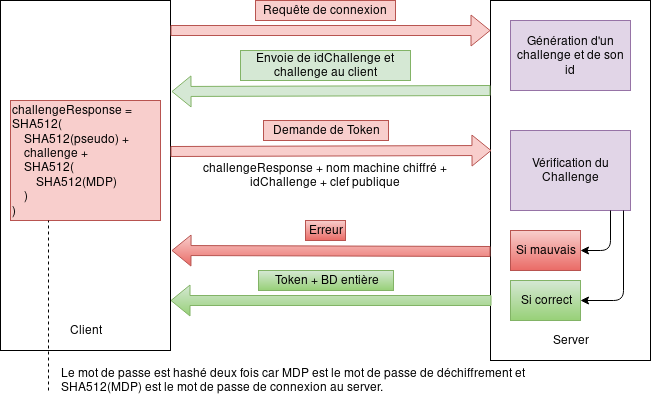 Requête de connexion
Génération d'un
challenge et de son
id
Envoie de idChallenge et
challenge au client
challengeResponse =
SHA512(
SHA512(pseudo) +
challenge +
SHA512(
SHA512(MDP)
)
)
Demande de Token
challengeResponse + nom machine chiffré +
idChallenge + clef publique
Vérification du
Challenge
Erreur
Si mauvais
Token + BD entière
Si correct
Client
Server
Le mot de passe est hashé deux fois car MDP est le mot de passe de déchiffrement et
SHA512(MDP) est le mot de passe de connexion au server.